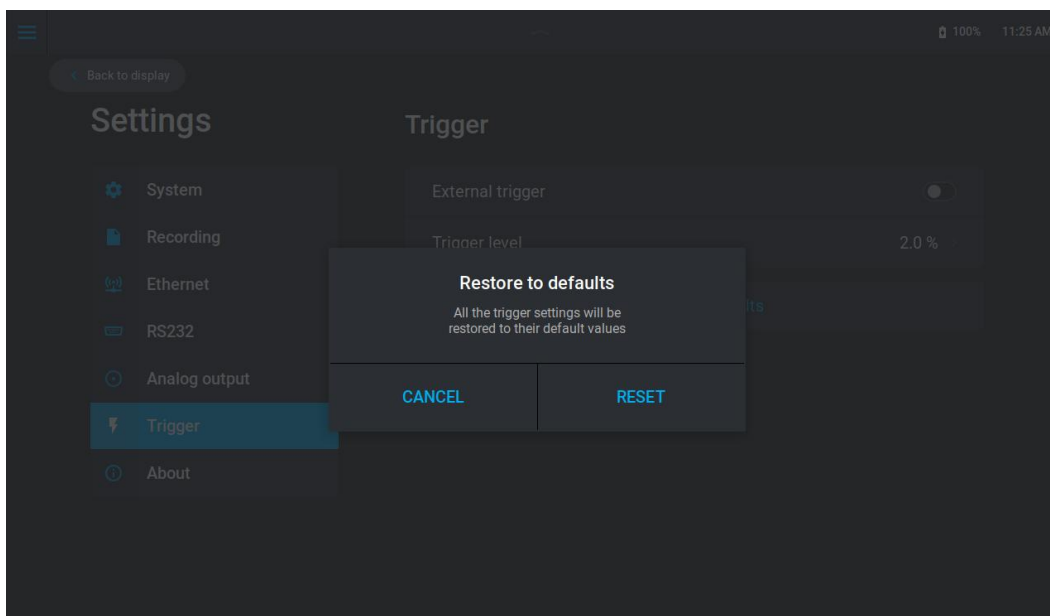 100% 11:25 AM
Back to display
Settings
Trigger
System
Recording
Ethernet
RS232
Analog output
Trigger
About
External trigger
Trigger level 2.0 %
Restore to defaults
All the trigger settings will be
restored to their default values
CANCEL RESET